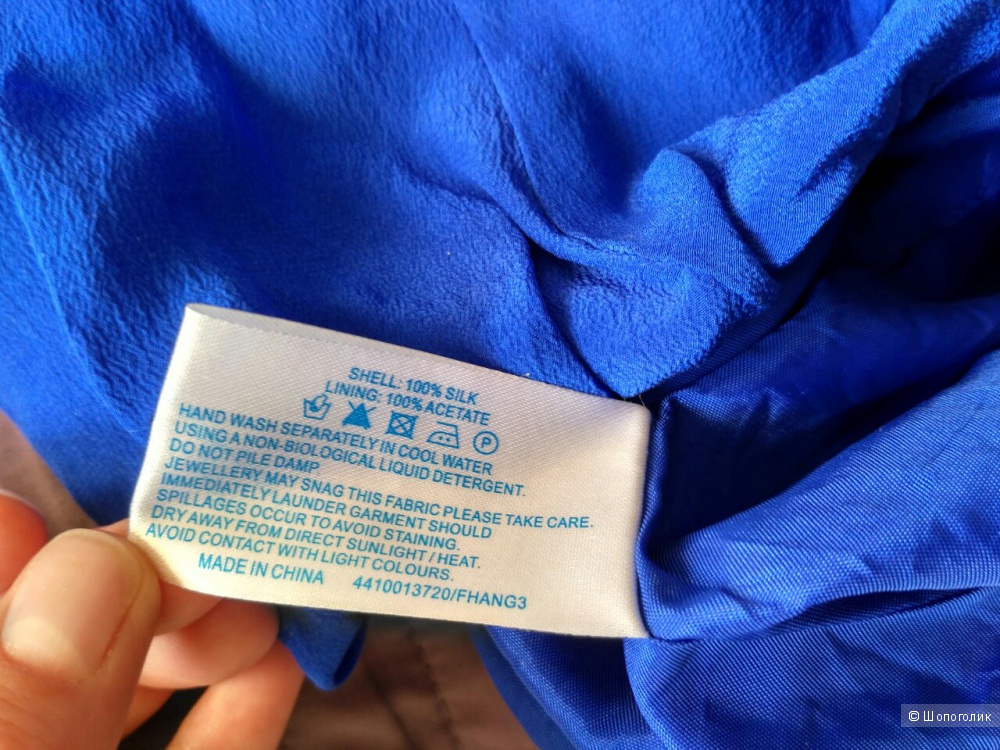 SHELL: 100% SILK
LINING: 100% ACETATE
P
HAND WASH SEPARATELY IN COOL WATER
USING A NON-BIOLOGICAL LIQUID DETERGENT.
DO NOT PILE DAMP
JEWELLERY MAY SNAG THIS FABRIC PLEASE TAKE CARE.
IMMEDIATELY LAUNDER GARMENT SHOULD
SPILLAGES OCCUR TO AVOID STAINING.
DRY AWAY FROM DIRECT SUNLIGHT / HEAT.
AVOID CONTACT WITH LIGHT COLOURS.
MADE IN CHINA 4410013720/FHANG3
© Шопоголик